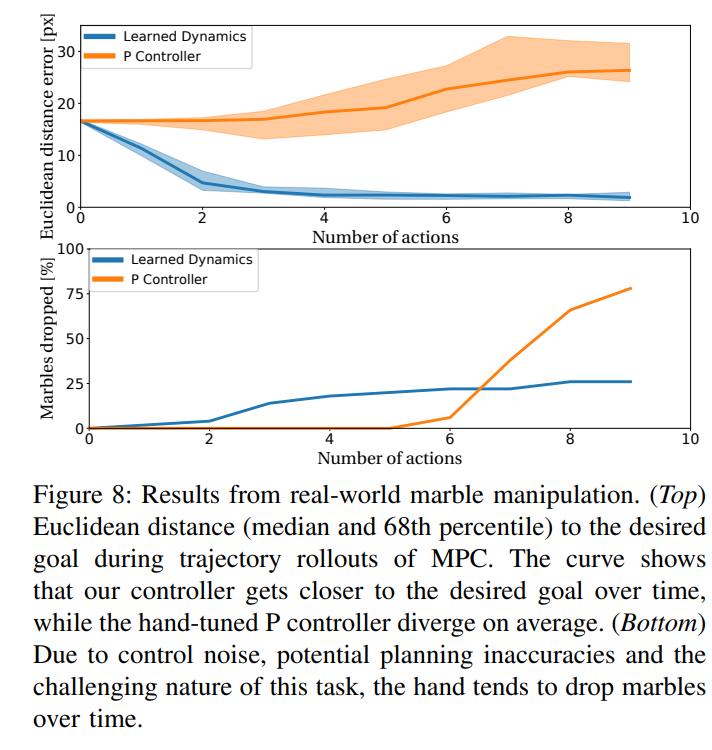 Euclidean distance error [px]
30
20
10
0
Learned Dynamics
P Controller
0 2 4 6 8 10
Number of actions
Marbles dropped [%]
100
75
50
25
0
Learned Dynamics
P Controller
0 2 4 6 8 10
Number of actions
Figure 8: Results from real-world marble manipulation. (Top)
Euclidean distance (median and 68th percentile) to the desired
goal during trajectory rollouts of MPC. The curve shows
that our controller gets closer to the desired goal over time,
while the hand-tuned P controller diverge on average. (Bottom)
Due to control noise, potential planning inaccuracies and the
challenging nature of this task, the hand tends to drop marbles
over time.